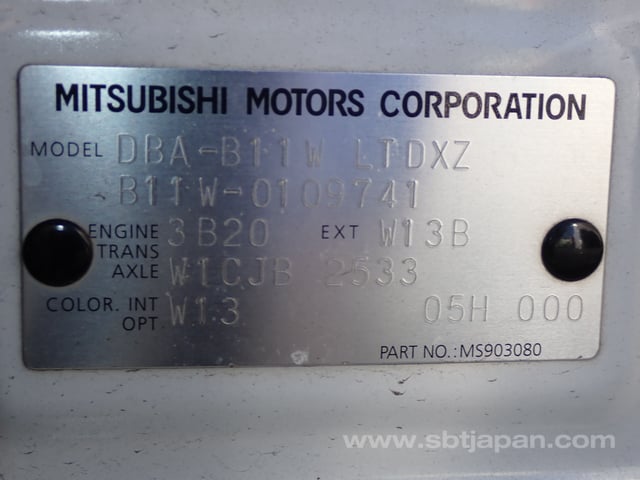 MITSUBISHI MOTORS CORPORATION
MODEL DBA-B11W LTDXZ
B11W-0109741
ENGINE 3B20 EXT W13B
TRANS
AXLE W1CJB 2533
COLOR. INT W13 05H 000
OPT.
PART NO.:MS903080
www.sbtjapan.com